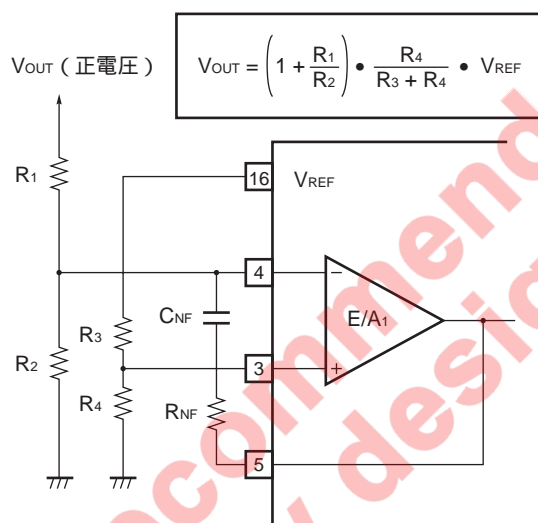 VOUT(正電圧)
VOUT = (1 + R1/R2) • R4/(R3 + R4) • VREF
R1
16
VREF
4
−
CNF
E/A1
R2
R3
3
+
R4
RNF
5